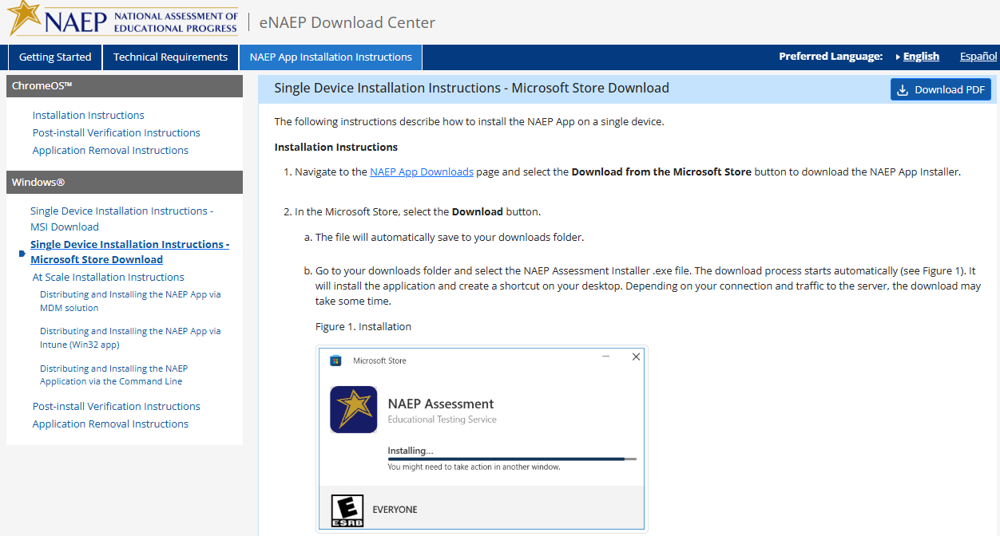 NAEP NATIONAL ASSESSMENT OF
EDUCATIONAL PROGRESS
eNAEP Download Center
Getting Started
Technical Requirements
NAEP App Installation Instructions
Preferred Language:
English
Español
ChromeOS™
Installation Instructions
Post-install Verification Instructions
Application Removal Instructions
Windows®
Single Device Installation Instructions -
MSI Download
Single Device Installation Instructions -
Microsoft Store Download
At Scale Installation Instructions
Distributing and Installing the NAEP App via
MDM solution
Distributing and Installing the NAEP App via
Intune (Win32 app)
Distributing and Installing the NAEP
Application via the Command Line
Post-install Verification Instructions
Application Removal Instructions
Single Device Installation Instructions - Microsoft Store Download
Download PDF
The following instructions describe how to install the NAEP App on a single device.
Installation Instructions
1. Navigate to the NAEP App Downloads page and select the Download from the Microsoft Store button to download the NAEP App Installer.
2. In the Microsoft Store, select the Download button.
a. The file will automatically save to your downloads folder.
b. Go to your downloads folder and select the NAEP Assessment Installer .exe file. The download process starts automatically (see Figure 1). It
will install the application and create a shortcut on your desktop. Depending on your connection and traffic to the server, the download may
take some time.
Figure 1. Installation
Microsoft Store
NAEP Assessment
Educational Testing Service
Installing...
You might need to take action in another window.
E
ESRB
EVERYONE